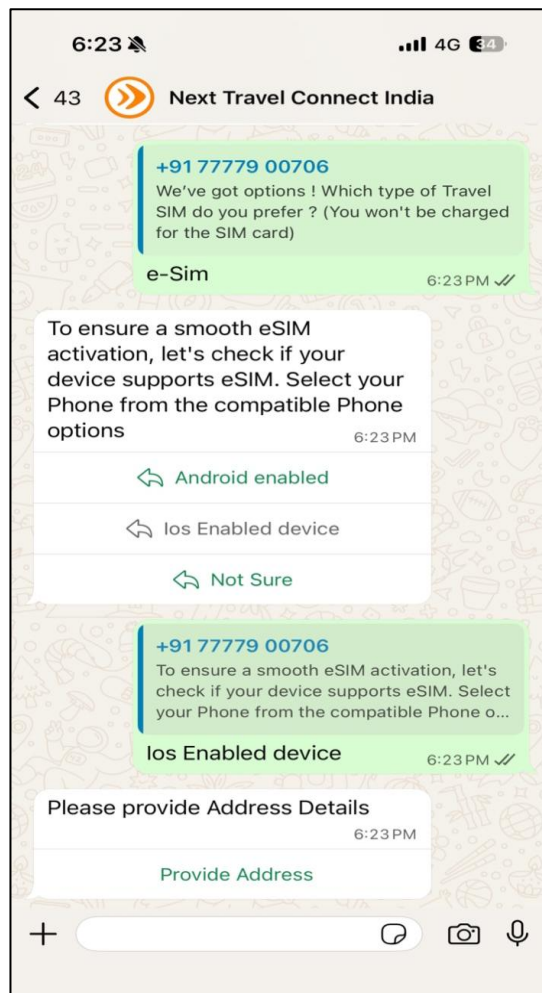 6:23
4G 34
43 Next Travel Connect India
+91 77779 00706
We've got options ! Which type of Travel
SIM do you prefer ? (You won't be charged
for the SIM card)
e-Sim
6:23 PM
To ensure a smooth eSIM
activation, let's check if your
device supports eSIM. Select your
Phone from the compatible Phone
options
6:23 PM
Android enabled
Ios Enabled device
Not Sure
+91 77779 00706
To ensure a smooth eSIM activation, let's
check if your device supports eSIM. Select
your Phone from the compatible Phone o...
Ios Enabled device
6:23 PM
Please provide Address Details
6:23 PM
Provide Address